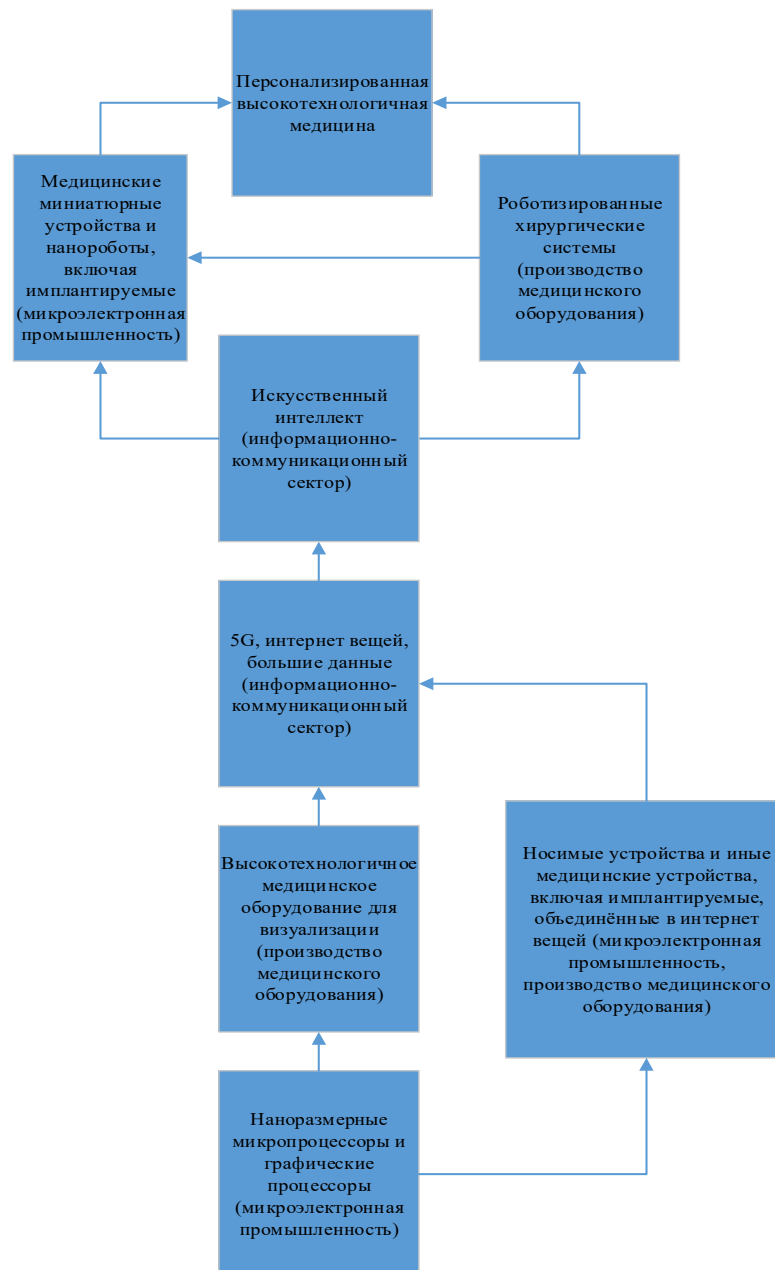 Персонализированная
высокотехнологичная
медицина
Медицинские
миниатюрные
устройства и
нанороботы,
включая
имплантируемые
(микроэлектронная
промышленность)
Роботизированные
хирургические
системы
(производство
медицинского
оборудования)
Искусственный
интеллект
(информационно-
коммуникационный
сектор)
5G, интернет вещей,
большие данные
(информационно-
коммуникационный
сектор)
Высокотехнологичное
медицинское
оборудование для
визуализации
(производство
медицинского
оборудования)
Носимые устройства и иные
медицинские устройства,
включая имплантируемые,
объединённые в интернет
вещей (микроэлектронная
промышленность,
производство медицинского
оборудования)
Наноразмерные
микропроцессоры и
графические
процессоры
(микроэлектронная
промышленность)